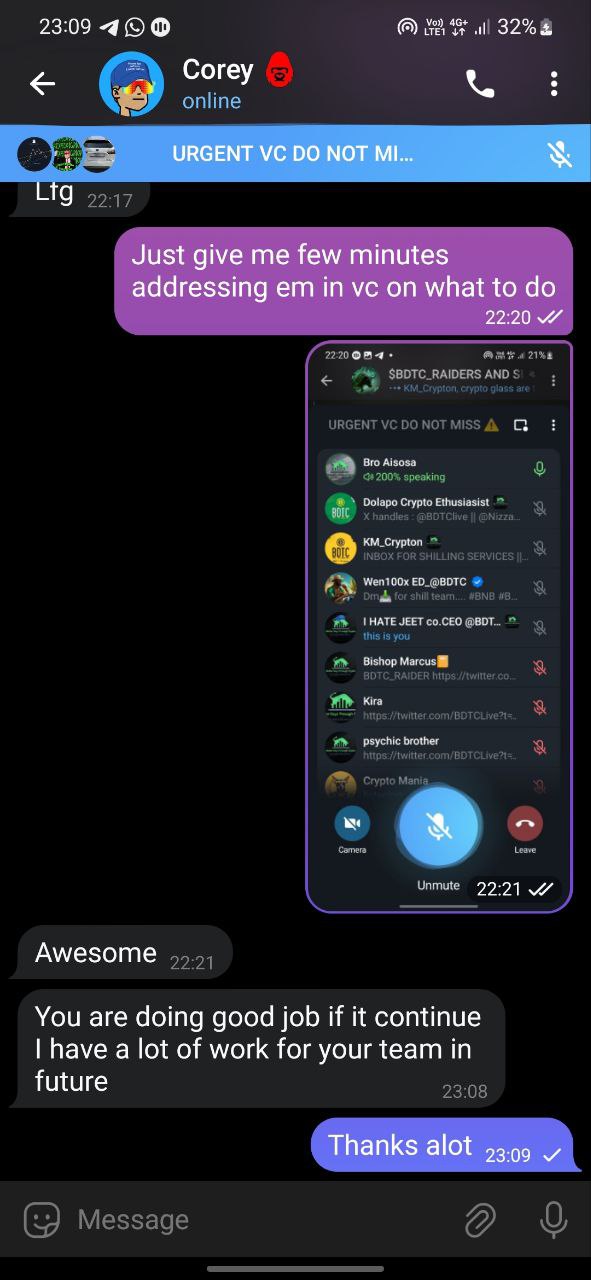 23:09
Vo) 4G+
LTE1
32%
Corey
online
URGENT VC DO NOT MI...
Lfg 22:17
Just give me few minutes
addressing em in vc on what to do
22:20
22:20 21%
$BDTC_RAIDERS AND S
KM_Crypton, crypto glass are
URGENT VC DO NOT MISS
Bro Aisosa
200% speaking
Dolapo Crypto Ethusiasist
X handles : @BDTClive || @Nizza...
KM_Crypton
INBOX FOR SHILLING SERVICES ||...
Wen100x ED_@BDTC
Dm for shill team.... #BNB #B...
I HATE JEET co.CEO @BDT...
this is you
Bishop Marcus
BDTC_RAIDER https://twitter.co...
Kira
https://twitter.com/BDTCLive?t=..
psychic brother
https://twitter.com/BDTCLive?t=..
Crypto Mania
Camera
Unmute
Leave
22:21
Awesome 22:21
You are doing good job if it continue
I have a lot of work for your team in
future
23:08
Thanks alot 23:09
Message